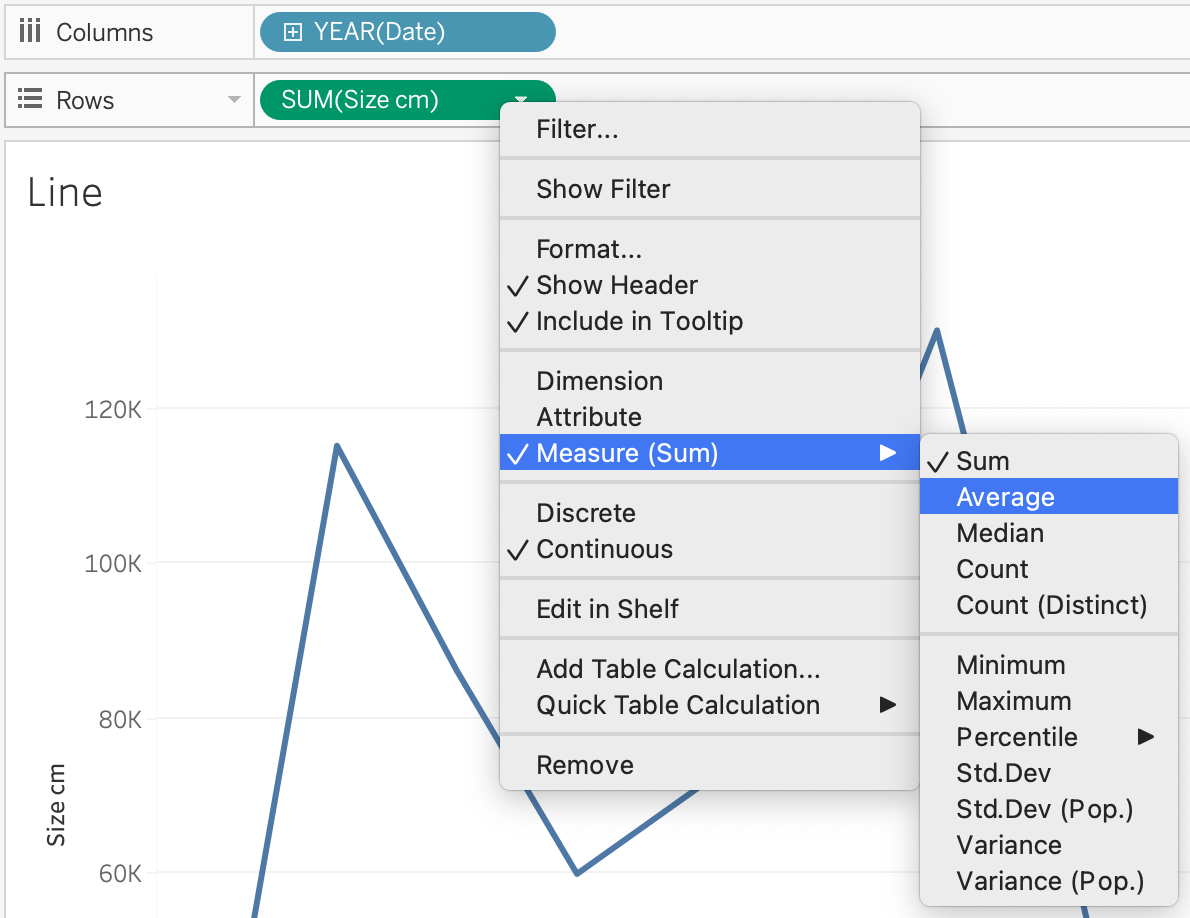 Columns
YEAR(Date)
Rows
SUM(Size cm)
Line
120K
100K
80K
60K
Size cm
Filter...
Show Filter
Format...
Show Header
Include in Tooltip
Dimension
Attribute
Measure (Sum)
Discrete
Continuous
Edit in Shelf
Add Table Calculation...
Quick Table Calculation
Remove
Sum
Average
Median
Count
Count (Distinct)
Minimum
Maximum
Percentile
Std.Dev
Std.Dev (Pop.)
Variance
Variance (Pop.)